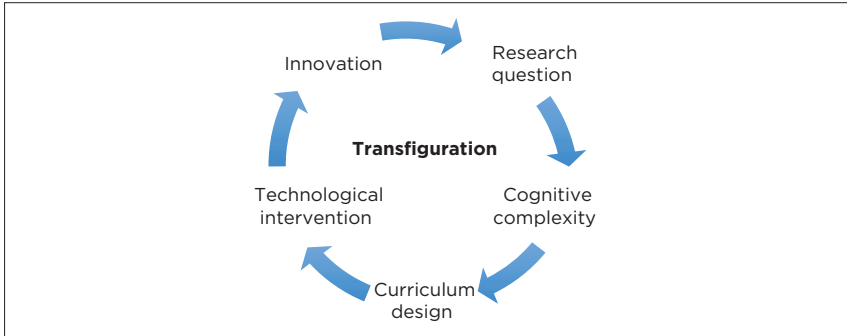 Innovation
Research
question
Transfiguration
Technological
intervention
Cognitive
complexity
Curriculum
design